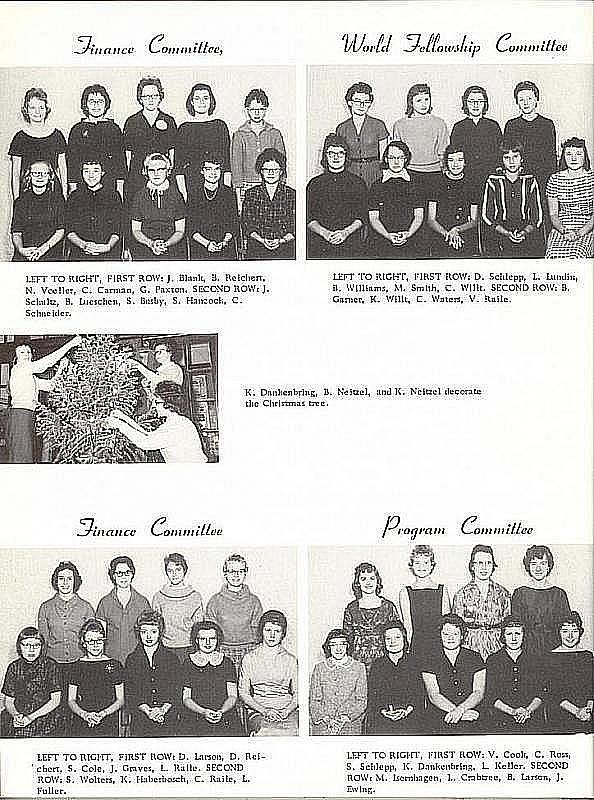 Finance Committee,
World Fellowship Committee
LEFT TO RIGHT, FIRST ROW: J. Blank, B. Reichert,
N. Voeller, C. Carman, G. Paxton. SECOND ROW: J.
Schultz, B. Lueschen, S. Busby, S. Hancock, C.
Schneider.
LEFT TO RIGHT, FIRST ROW: D. Schlepp, L. Lundin,
B. Williams, M. Smith, C. Wilt. SECOND ROW: B.
Garner, K. Willt, C. Waters, V. Raile.
K. Dankenbring, B. Neitzel, and K. Neitzel decorate
the Christmas tree.
Finance Committee
Program Committee
LEFT TO RIGHT, FIRST ROW: D. Larson, D. Rei-
chert, S. Cole, J. Graves, L. Raile. SECOND
ROW: S. Wolters, K. Haberbosch, C. Raile, L.
Fuller.
LEFT TO RIGHT, FIRST ROW: V. Cook, C. Ross,
S. Schlepp, K. Dankenbring, L. Keller. SECOND
ROW: M. Isernhagen, L. Crabtree, B. Larson, J.
Ewing.